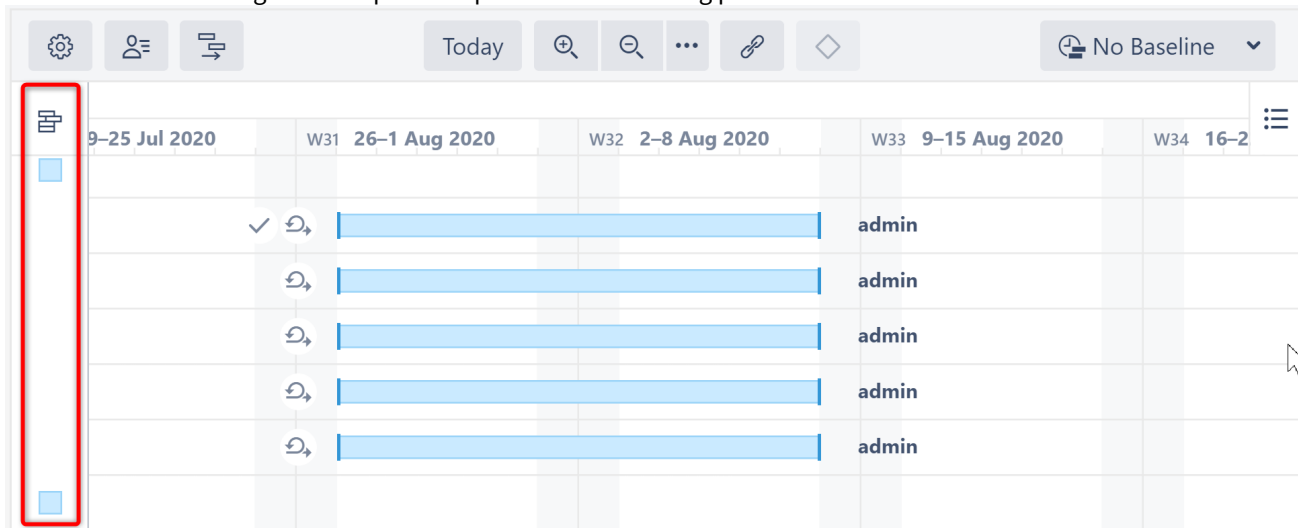 Today No Baseline
9–25 Jul 2020 W31 26–1 Aug 2020 W32 2–8 Aug 2020 W33 9–15 Aug 2020 W34 16–2
admin
admin
admin
admin
admin